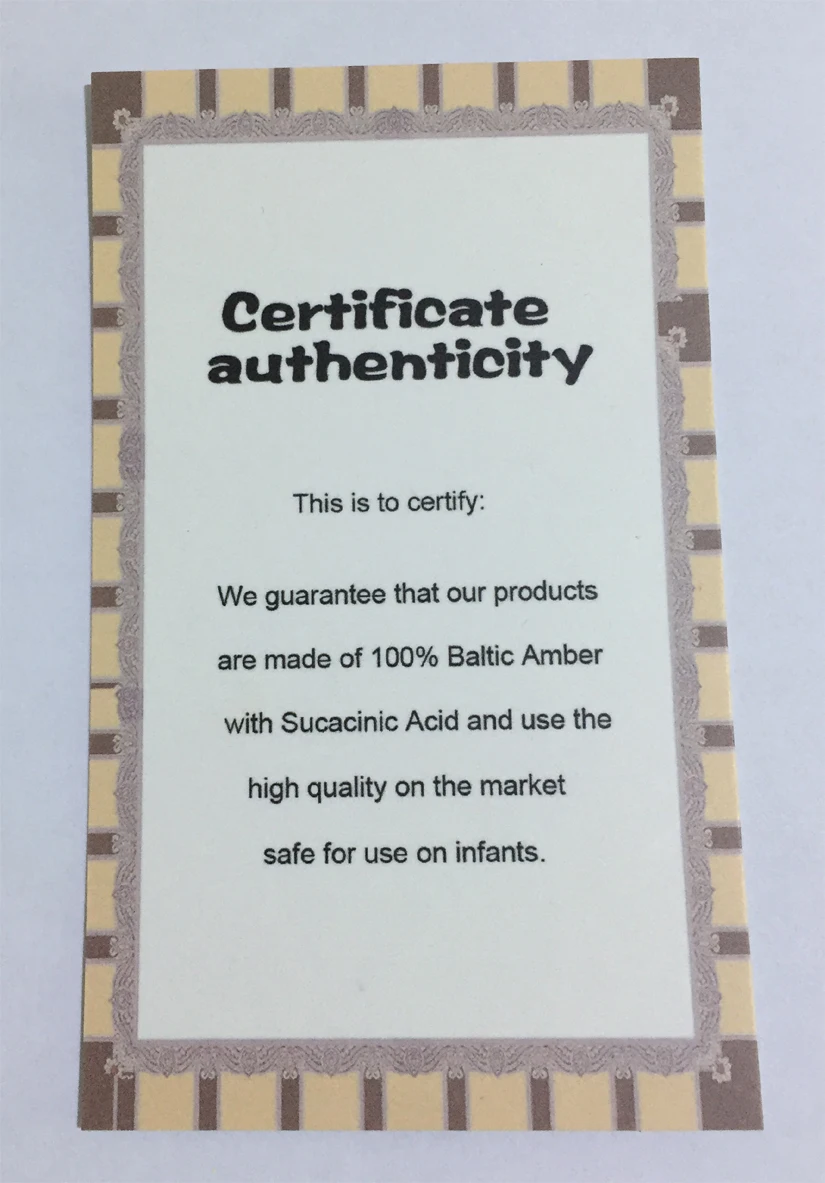 Certificate
authenticity
This is to certify:
We guarantee that our products
are made of 100% Baltic Amber
with Sucacinic Acid and use the
high quality on the market
safe for use on infants.